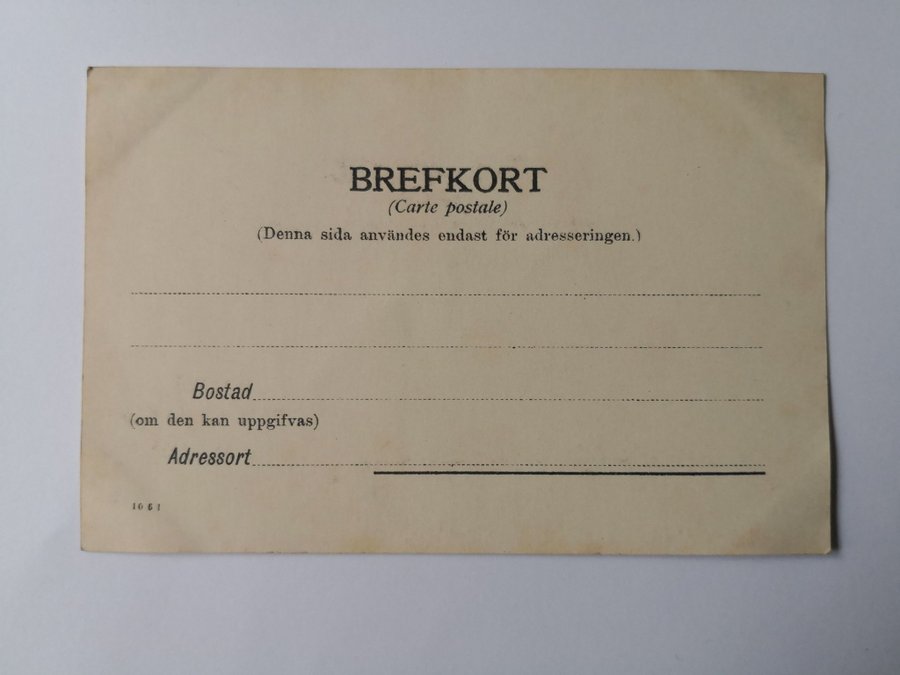 BREFKORT
(Carte postale)
(Denna sida användes endast för adresseringen.)
Bostad
(om den kan uppgifvas)
Adressort
1061